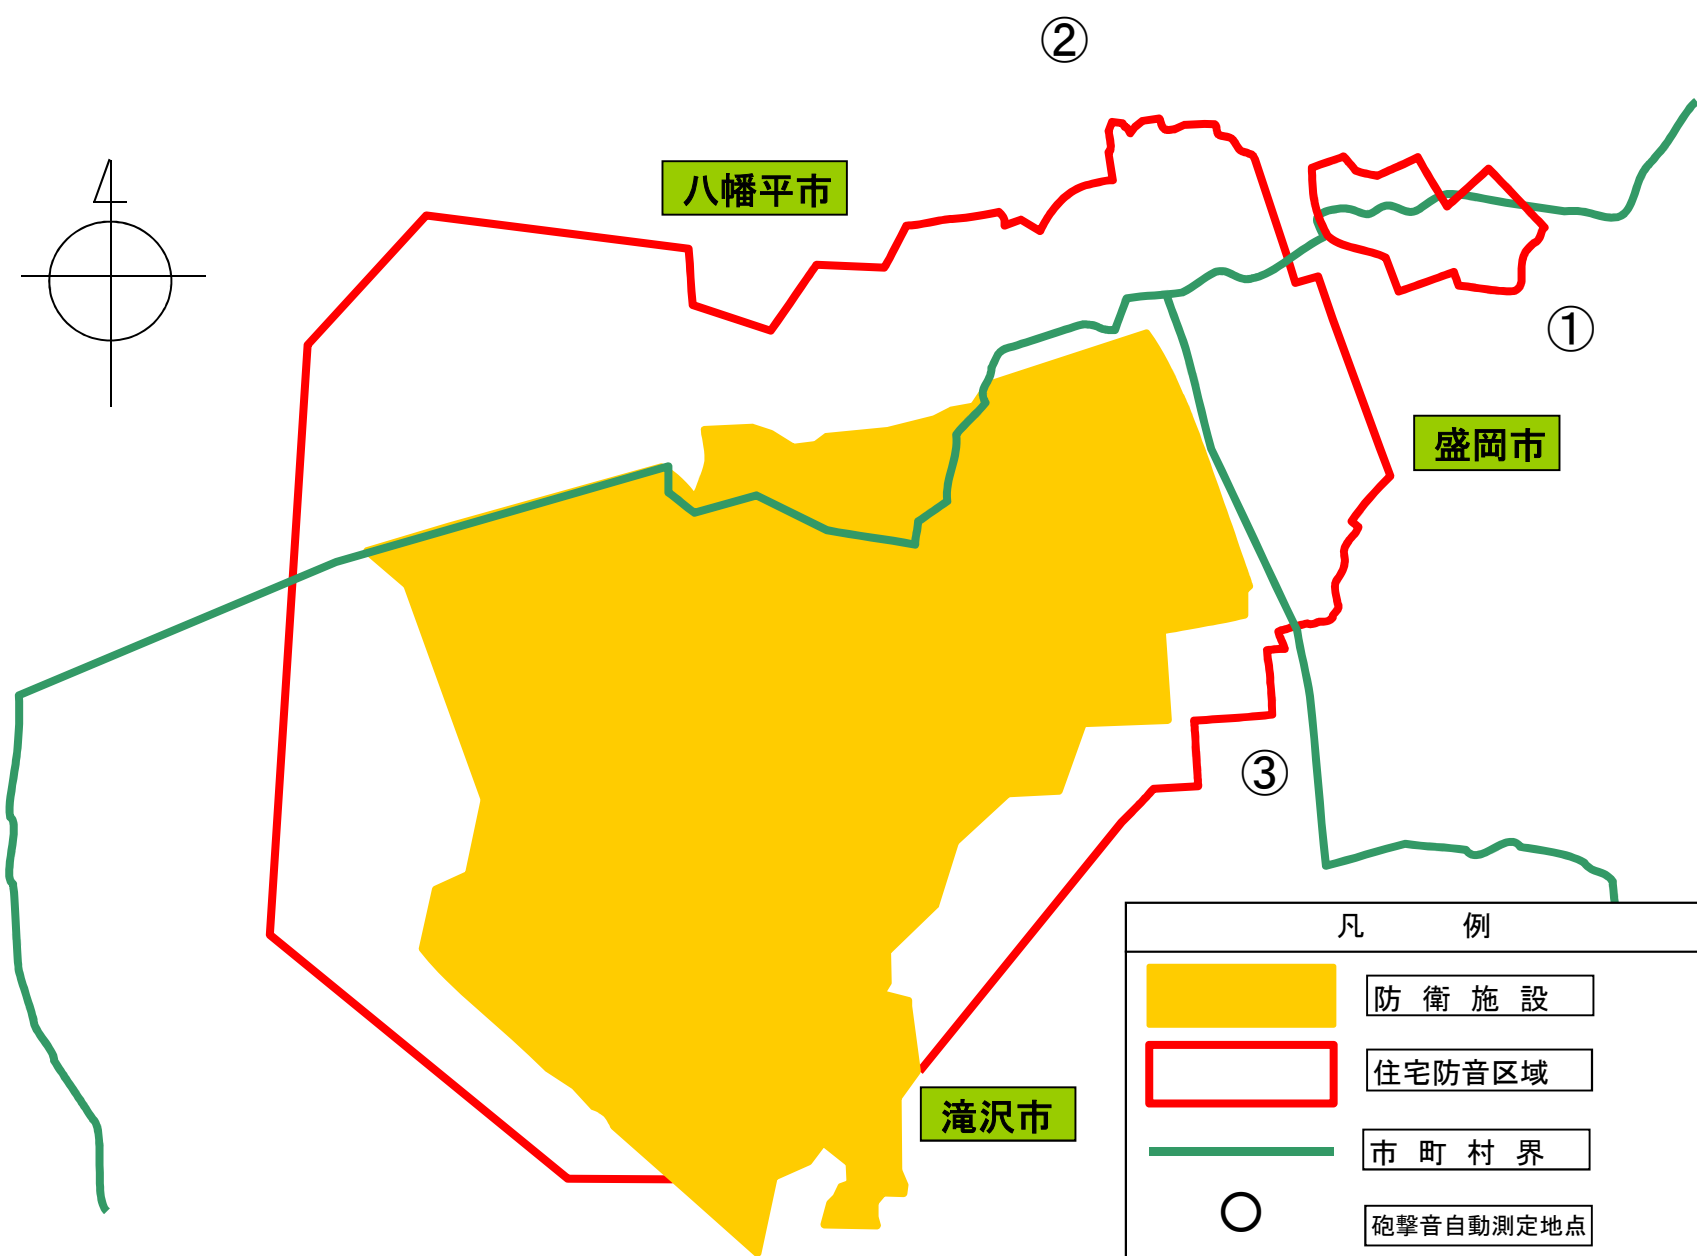 ②
八幡平市
①
盛岡市
③
滝沢市
凡 例
防 衛 施 設
住宅防音区域
市 町 村 界
砲撃音自動測定地点